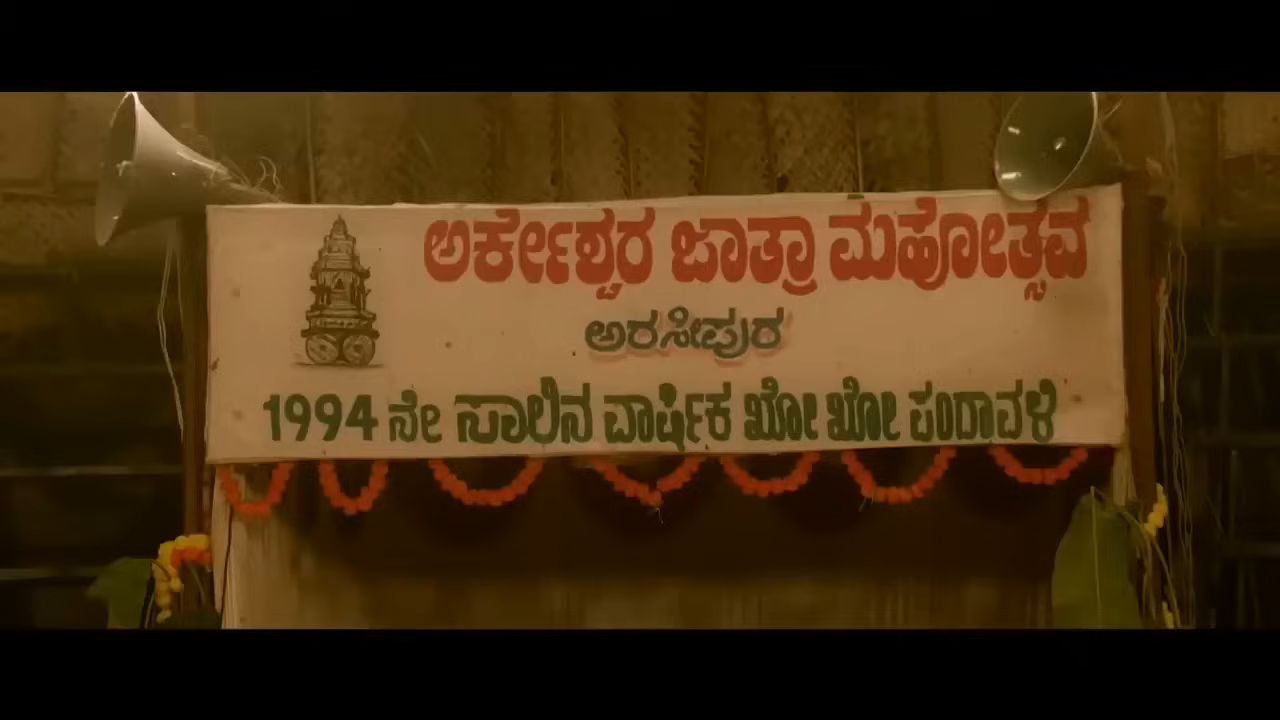 ಅರ್ಕೇಶ್ವರ ಜಾತ್ರಾ ಮಹೋತ್ಸವ
ಅರಸೀಪುರ
1994 ನೇ ಸಾಲಿನ ವಾರ್ಷಿಕ ಖೋ ಖೋ ಪಂದ್ಯಾವಳಿ